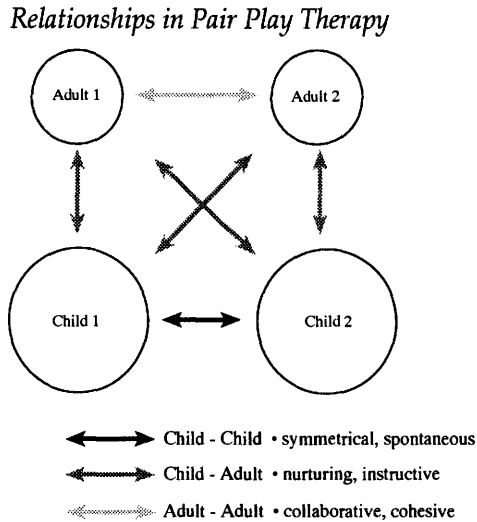 Relationships in Pair Play Therapy
Adult 1
Adult 2
Child 1
Child 2
Child - Child • symmetrical, spontaneous
Child - Adult • nurturing, instructive
Adult - Adult • collaborative, cohesive